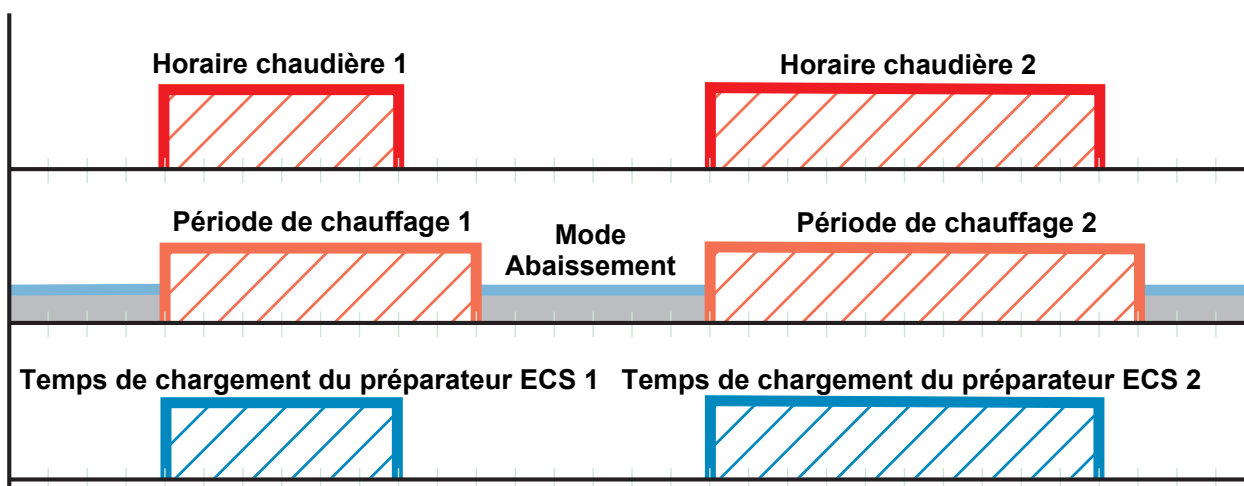 Horaire chaudière 1
Horaire chaudière 2
Période de chauffage 1
Mode
Abaissement
Période de chauffage 2
Temps de chargement du préparateur ECS 1
Temps de chargement du préparateur ECS 2